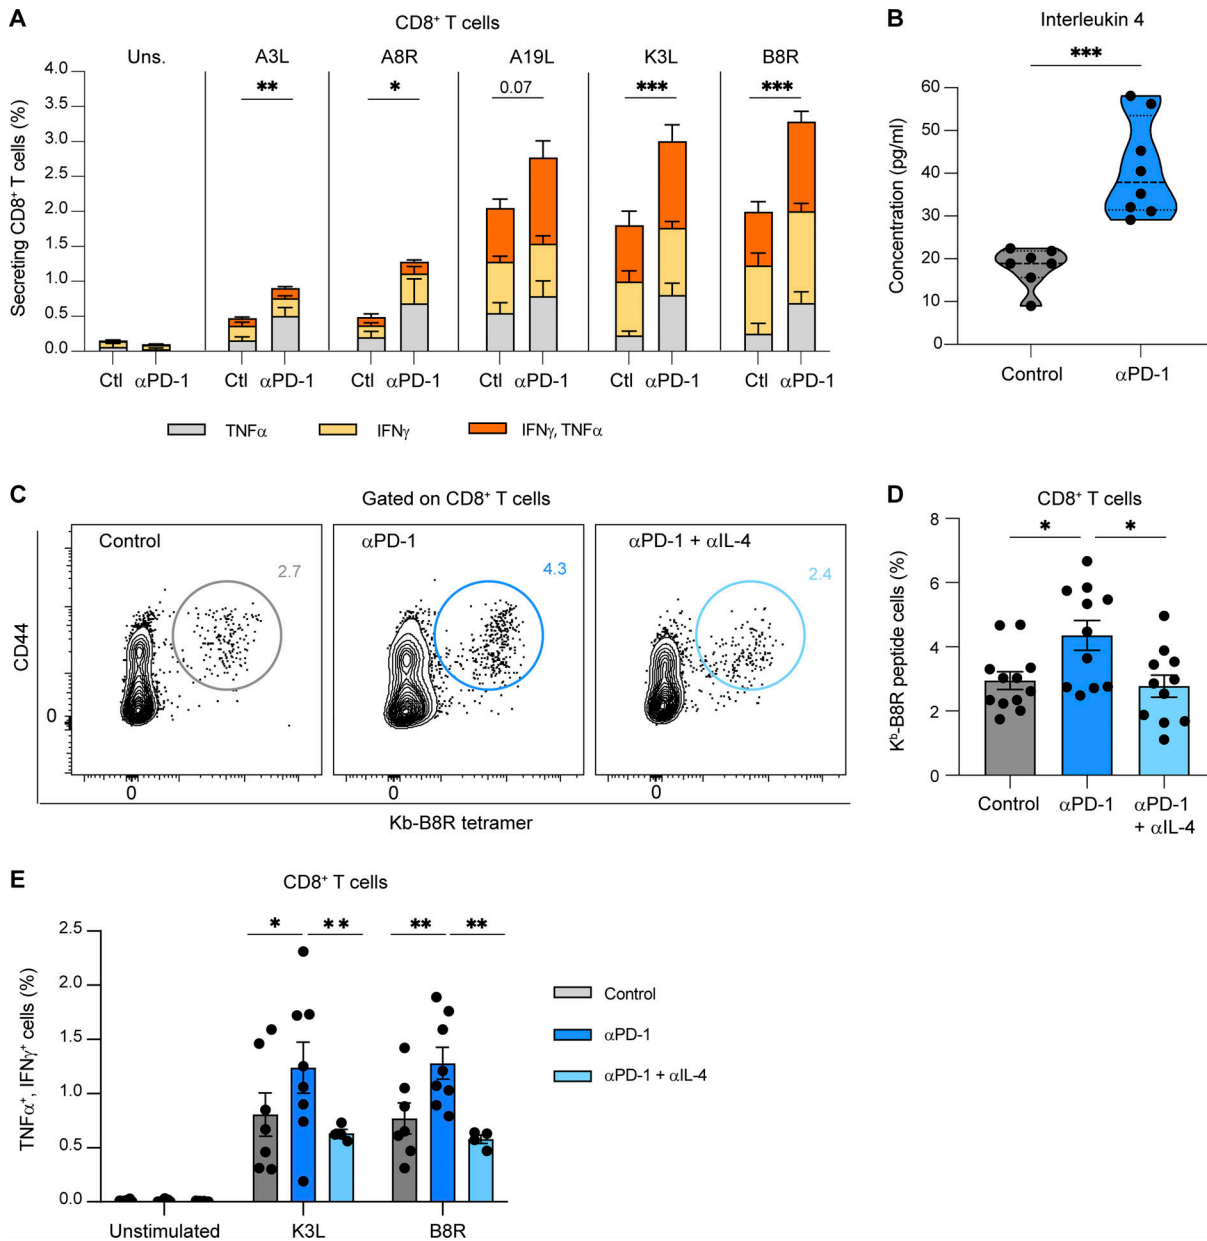 A
CD8⁺ T cells
Uns. A3L A8R A19L K3L B8R
** * 0.07 *** ***
Secreting CD8⁺ T cells (%)
4.0
3.5
3.0
2.5
2.0
1.5
1.0
0.5
0.0
Ctl αPD-1 Ctl αPD-1 Ctl αPD-1 Ctl αPD-1 Ctl αPD-1 Ctl αPD-1
TNFα IFNγ IFNγ, TNFα
B
Interleukin 4
***
Concentration (pg/ml)
60
50
40
30
20
10
0
Control αPD-1
C
Gated on CD8⁺ T cells
Control αPD-1 αPD-1 + αIL-4
2.7 4.3 2.4
CD44
0
0 0 0
Kb-B8R tetramer
D
CD8⁺ T cells
* *
Kᵇ-B8R peptide cells (%)
8
6
4
2
0
Control αPD-1 αPD-1
+ αIL-4
E
CD8⁺ T cells
* ** ** **
TNFα⁺, IFNγ⁺ cells (%)
2.5
2.0
1.5
1.0
0.5
0.0
Unstimulated K3L B8R
Control
αPD-1
αPD-1 + αIL-4